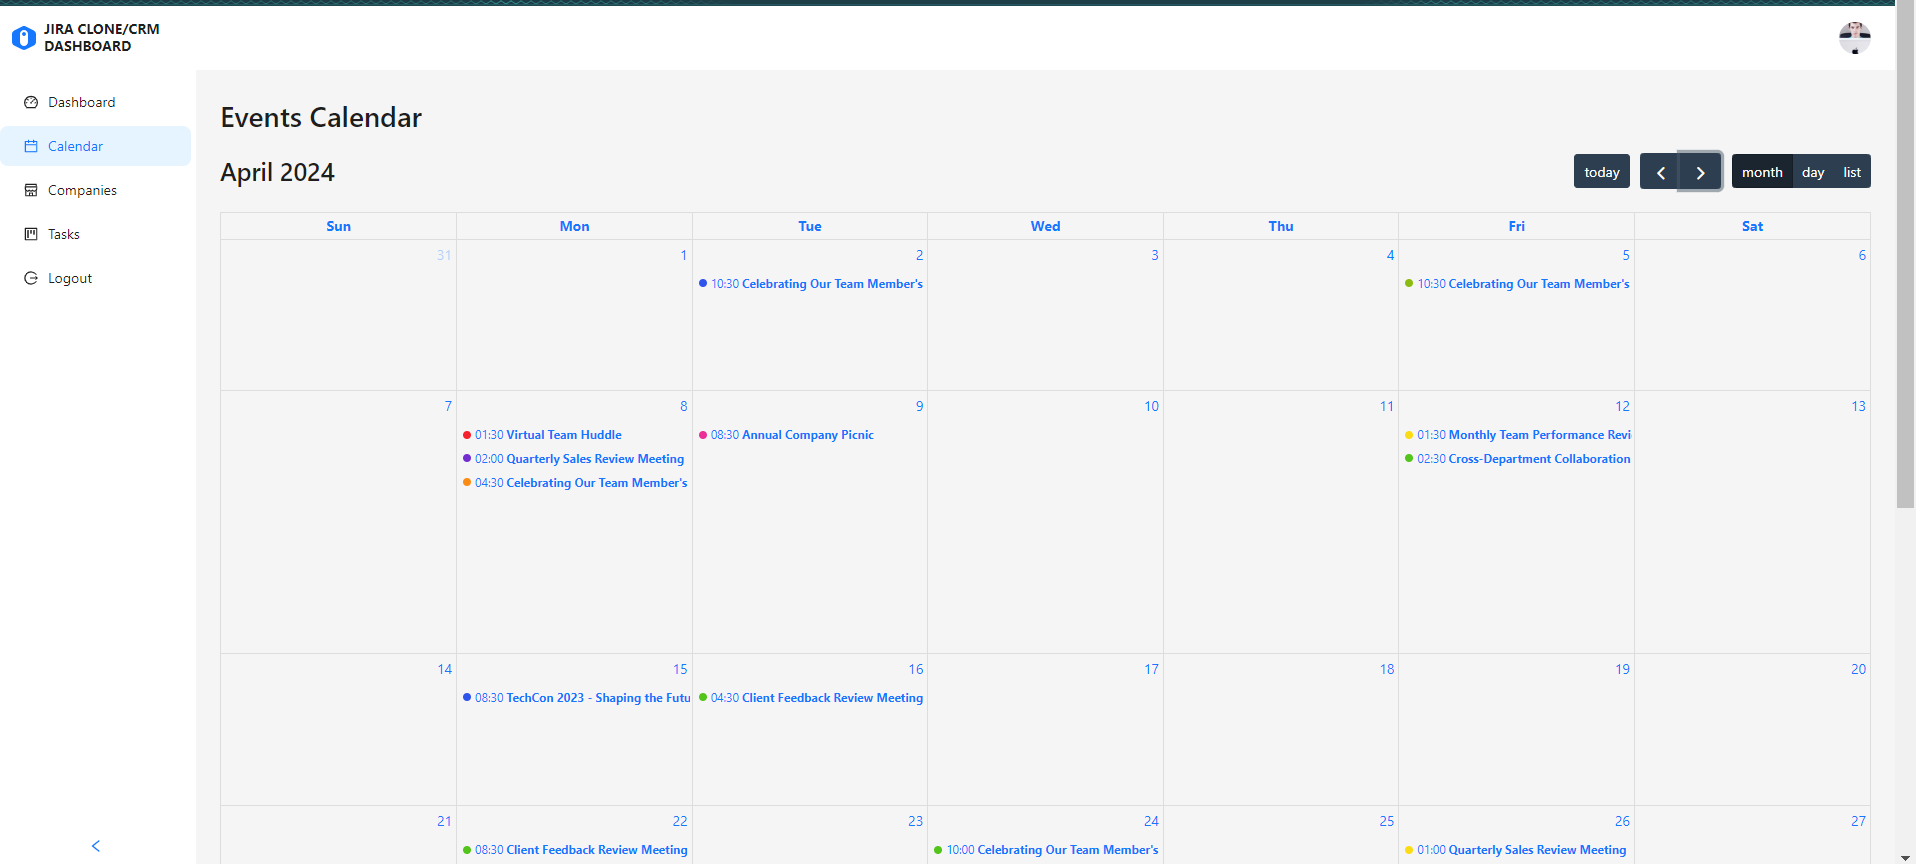 JIRA CLONE/CRM
DASHBOARD
Dashboard
Calendar
Companies
Tasks
Logout
Events Calendar
April 2024
today
month day list
Sun Mon Tue Wed Thu Fri Sat
31 1 2 3 4 5 6
10:30 Celebrating Our Team Member's
10:30 Celebrating Our Team Member's
7 8 9 10 11 12 13
01:30 Virtual Team Huddle
02:00 Quarterly Sales Review Meeting
04:30 Celebrating Our Team Member's
08:30 Annual Company Picnic
01:30 Monthly Team Performance Revi
02:30 Cross-Department Collaboration
14 15 16 17 18 19 20
08:30 TechCon 2023 - Shaping the Futu
04:30 Client Feedback Review Meeting
21 22 23 24 25 26 27
08:30 Client Feedback Review Meeting
10:00 Celebrating Our Team Member's
01:00 Quarterly Sales Review Meeting